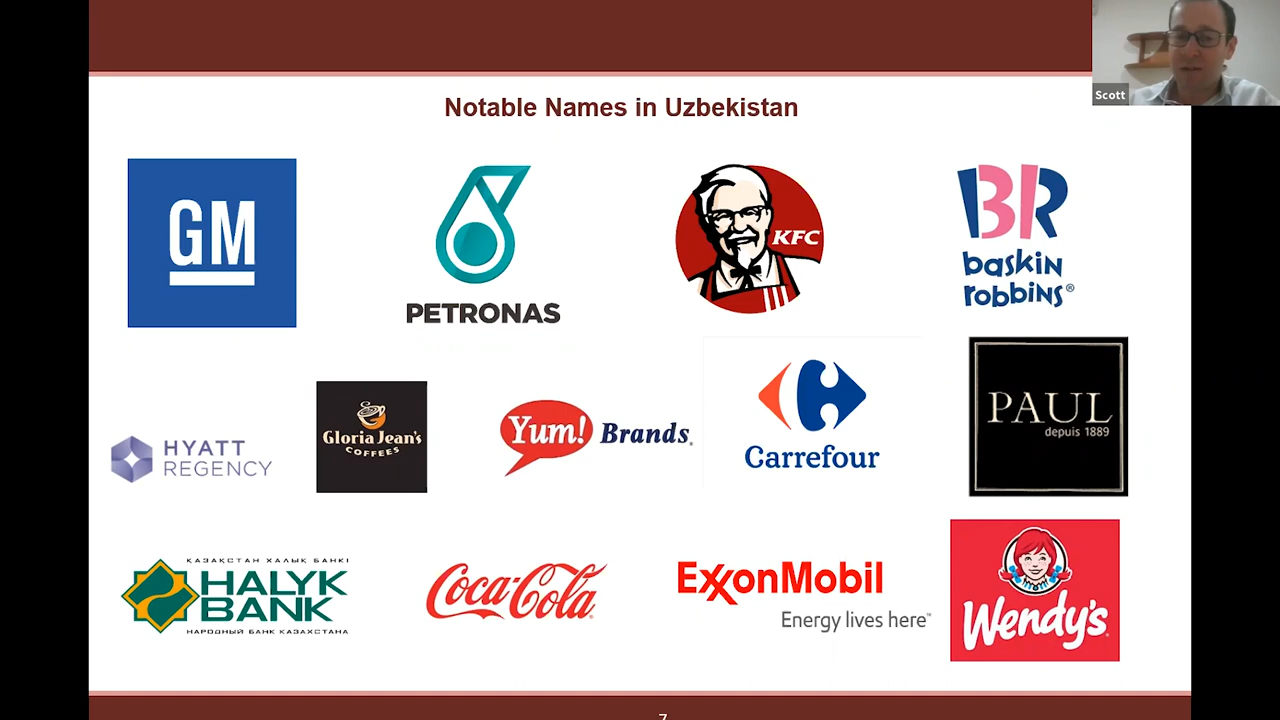 Scott
Notable Names in Uzbekistan
GM
PETRONAS
KFC
BR
baskin
robbins®
HYATT
REGENCY
Gloria Jean's
COFFEES
Yum! Brands®
Carrefour
PAUL
depuis 1889
ҚАЗАҚСТАН ХАЛЫҚ БАНКІ
HALYK
BANK
НАРОДНЫЙ БАНК КАЗАХСТАНА
Coca-Cola®
ExxonMobil
Energy lives here™
Wendy's®
7